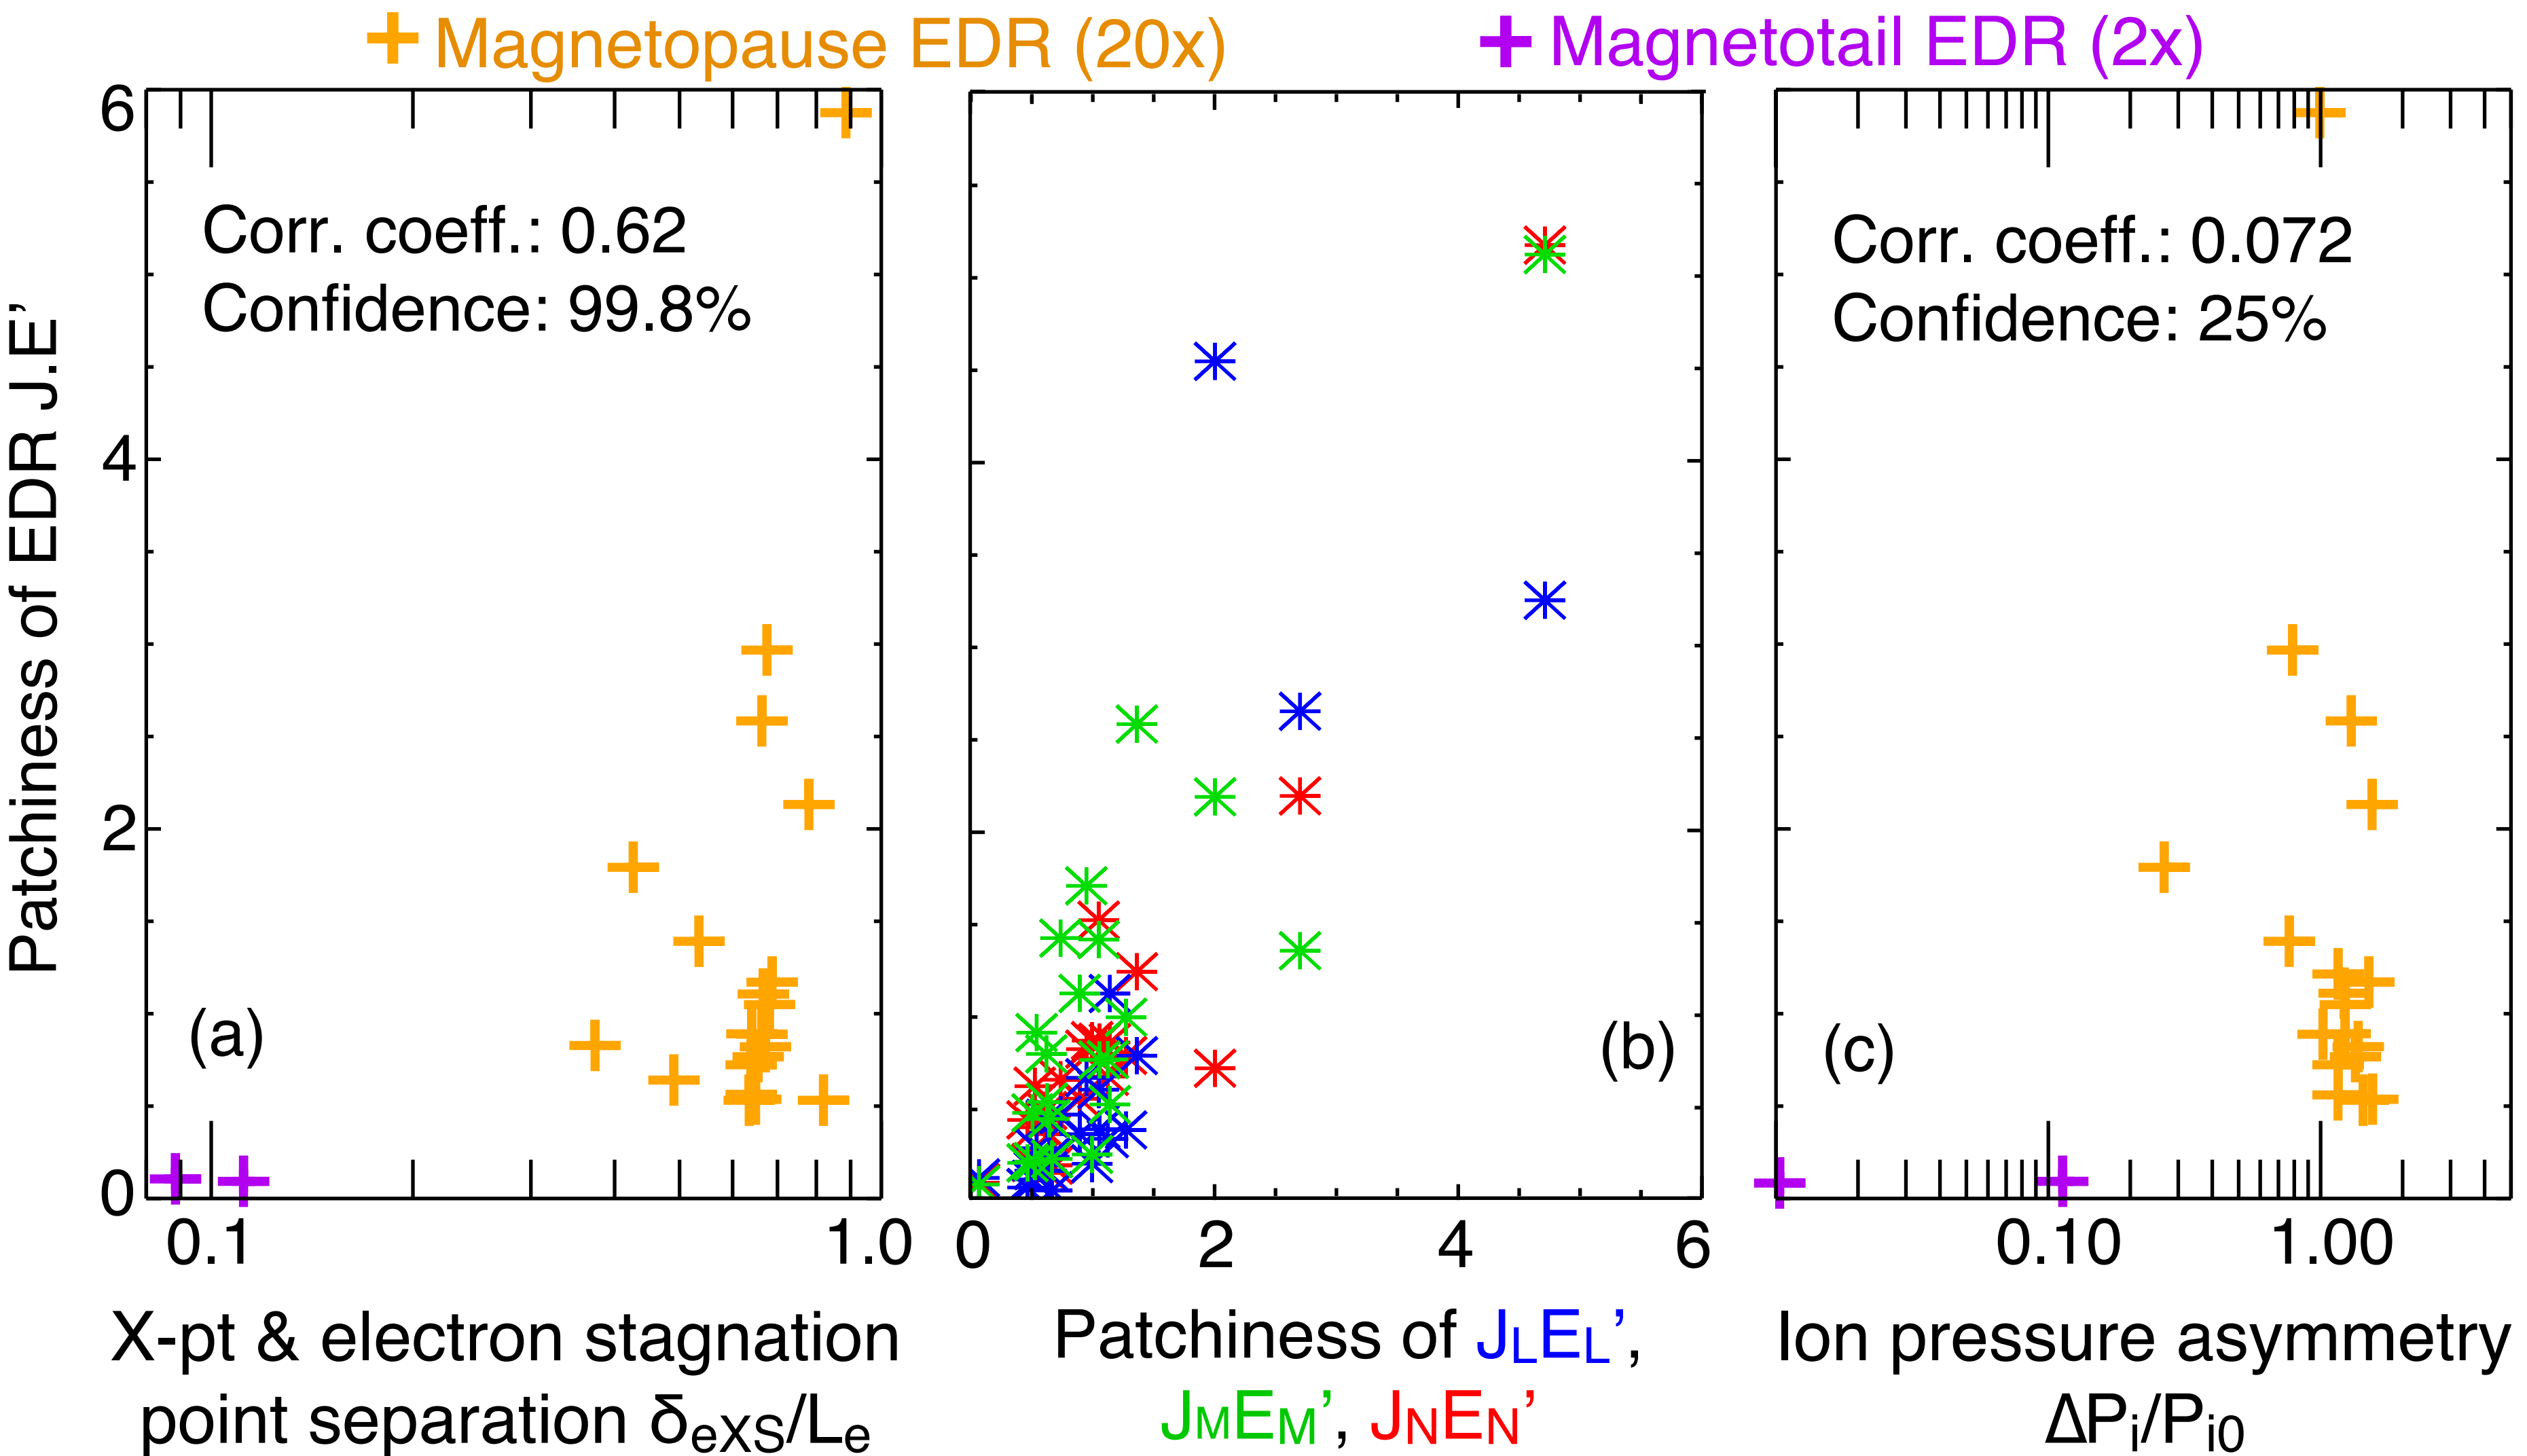 Magnetopause EDR (20x) Magnetotail EDR (2x)
Patchiness of EDR J.E’
6
4
2
0
Corr. coeff.: 0.62
Confidence: 99.8%
(a)
0.1 1.0
X-pt & electron stagnation
point separation δeXS/Le
(b)
0 2 4 6
Patchiness of JLEL’,
JMEM’, JNEN’
Corr. coeff.: 0.072
Confidence: 25%
(c)
0.10 1.00
Ion pressure asymmetry
ΔPi/Pi0